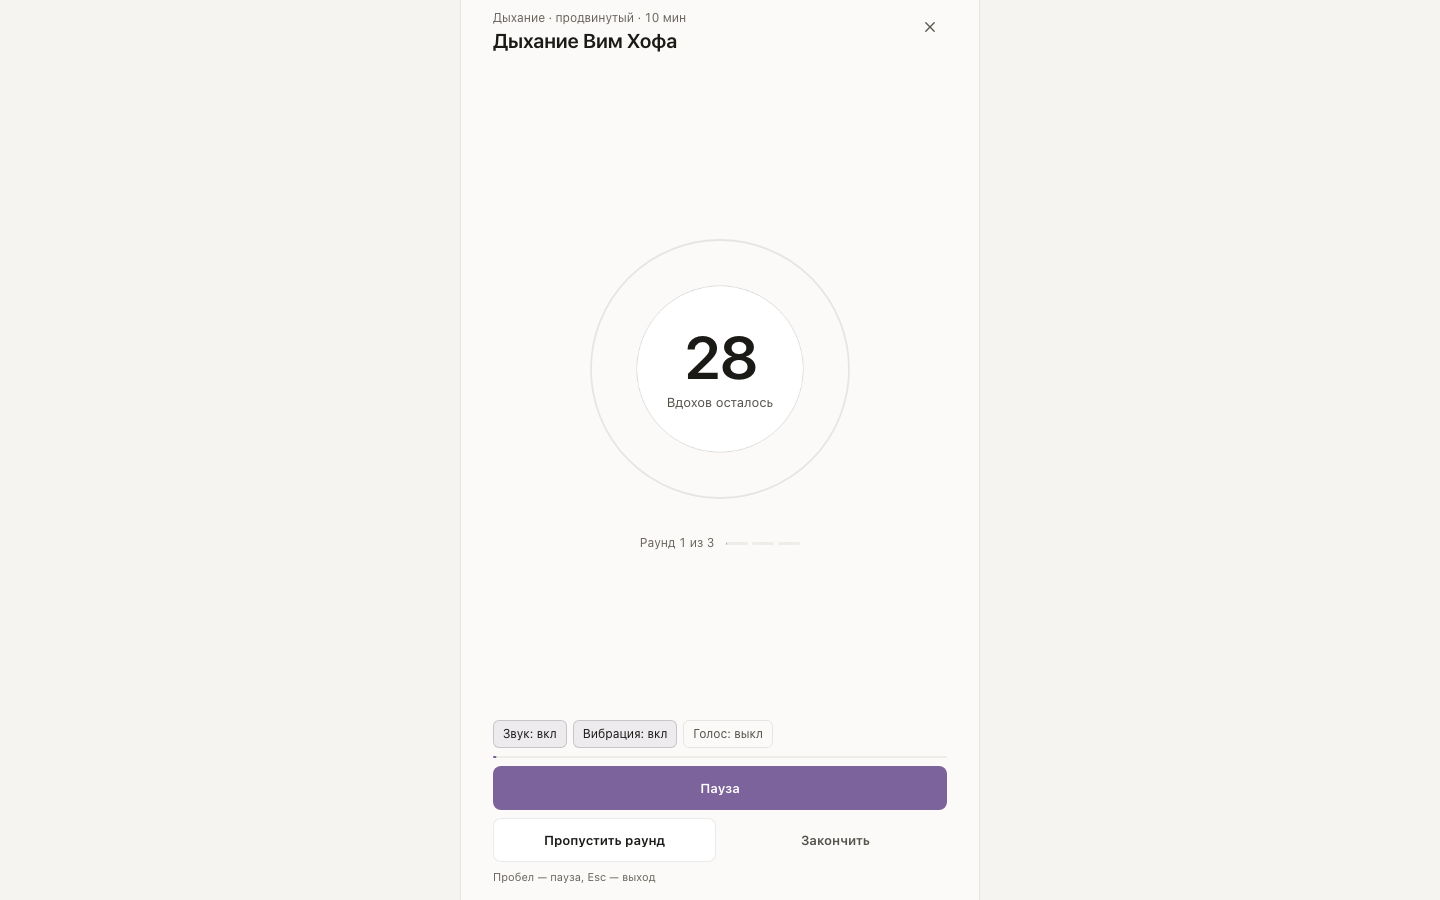 Дыхание · продвинутый · 10 мин
Дыхание Вим Хофа
28
Вдохов осталось
Раунд 1 из 3
Звук: вкл
Вибрация: вкл
Голос: выкл
Пауза
Пропустить раунд
Закончить
Пробел — пауза, Esc — выход